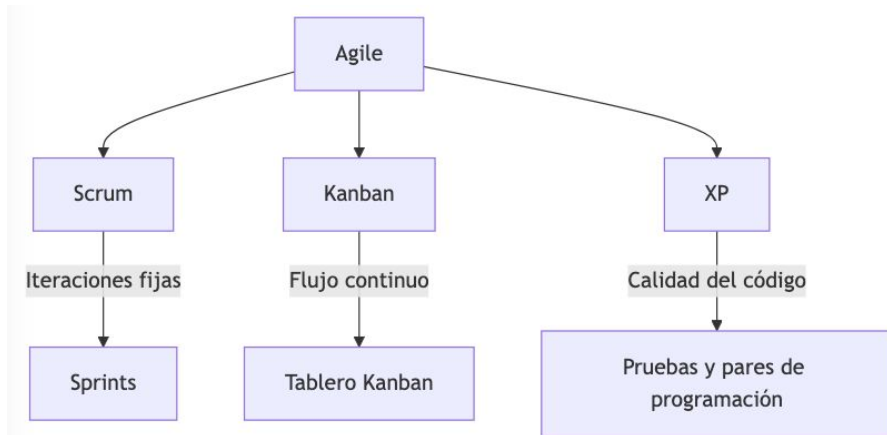 Agile
Scrum
Kanban
XP
Iteraciones fijas
Flujo continuo
Calidad del código
Sprints
Tablero Kanban
Pruebas y pares de
programación